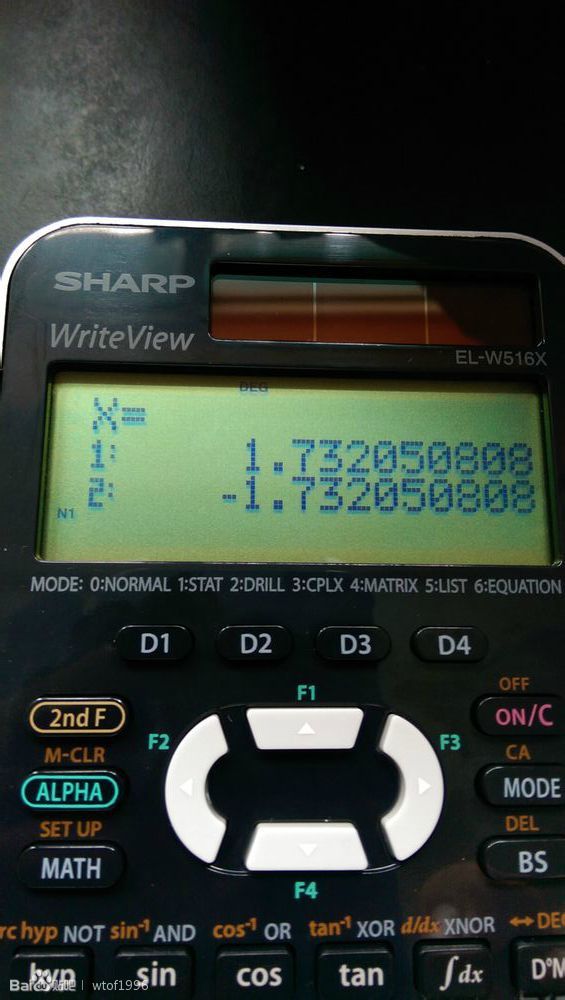 SHARP
WriteView
EL-W516X
DEG
X=
1: 1.732050808
2: -1.732050808
N1
MODE: 0:NORMAL 1:STAT 2:DRILL 3:CPLX 4:MATRIX 5:LIST 6:EQUATION
D1 D2 D3 D4
F1
OFF
2nd F
ON/C
F2 F3
M-CLR
CA
ALPHA
MODE
SET UP
DEL
MATH
BS
F4
rc hyp NOT sin⁻¹ AND cos⁻¹ OR tan⁻¹ XOR d/dx XNOR ↔DEG
hyp sin cos tan ∫dx D°M
wtof1996